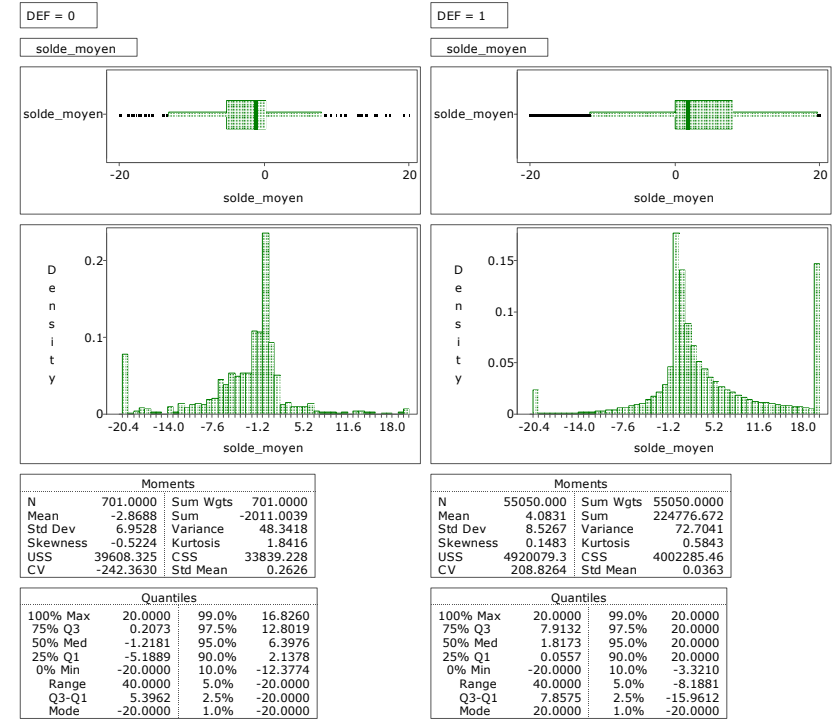 DEF = 0
solde_moyen
solde_moyen
-20 0 20
solde_moyen
Density
0.2
0.1
0
-20.4 -14.0 -7.6 -1.2 5.2 11.6 18.0
solde_moyen
Moments
N 701.0000 Sum Wgts 701.0000
Mean -2.8688 Sum -2011.0039
Std Dev 6.9528 Variance 48.3418
Skewness -0.5224 Kurtosis 1.8416
USS 39608.325 CSS 33839.228
CV -242.3630 Std Mean 0.2626
Quantiles
100% Max 20.0000 99.0% 16.8260
75% Q3 0.2073 97.5% 12.8019
50% Med -1.2181 95.0% 6.3976
25% Q1 -5.1889 90.0% 2.1378
0% Min -20.0000 10.0% -12.3774
Range 40.0000 5.0% -20.0000
Q3-Q1 5.3962 2.5% -20.0000
Mode -20.0000 1.0% -20.0000
DEF = 1
solde_moyen
solde_moyen
-20 0 20
solde_moyen
Density
0.15
0.1
0.05
0
-20.4 -14.0 -7.6 -1.2 5.2 11.6 18.0
solde_moyen
Moments
N 55050.000 Sum Wgts 55050.0000
Mean 4.0831 Sum 224776.672
Std Dev 8.5267 Variance 72.7041
Skewness 0.1483 Kurtosis 0.5843
USS 4920079.3 CSS 4002285.46
CV 208.8264 Std Mean 0.0363
Quantiles
100% Max 20.0000 99.0% 20.0000
75% Q3 7.9132 97.5% 20.0000
50% Med 1.8173 95.0% 20.0000
25% Q1 0.0557 90.0% 20.0000
0% Min -20.0000 10.0% -3.3210
Range 40.0000 5.0% -8.1881
Q3-Q1 7.8575 2.5% -15.9612
Mode 20.0000 1.0% -20.0000